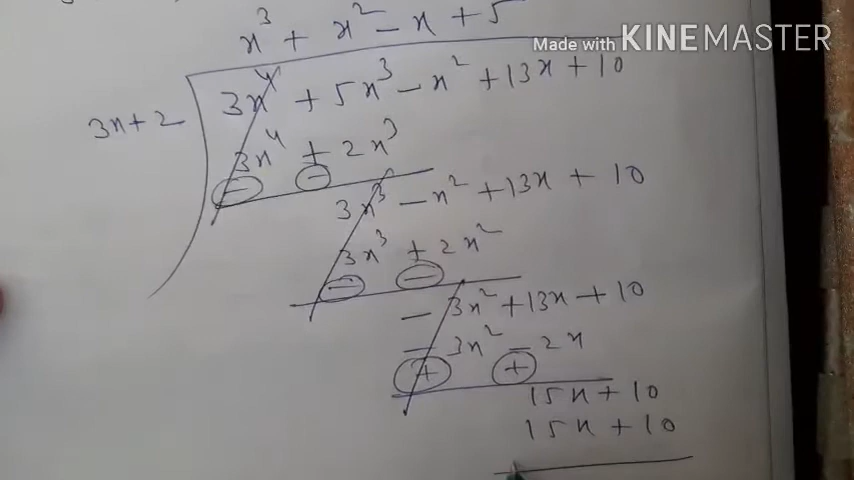 x³ + x² - x + 5
Made with KINEMASTER
3x + 2
3x⁴ + 5x³ - x² + 13x + 10
3x⁴ + 2x³
- -
3x³ - x² + 13x + 10
3x³ + 2x²
- -
- 3x² + 13x + 10
- 3x² - 2x
+ +
15x + 10
15x + 10